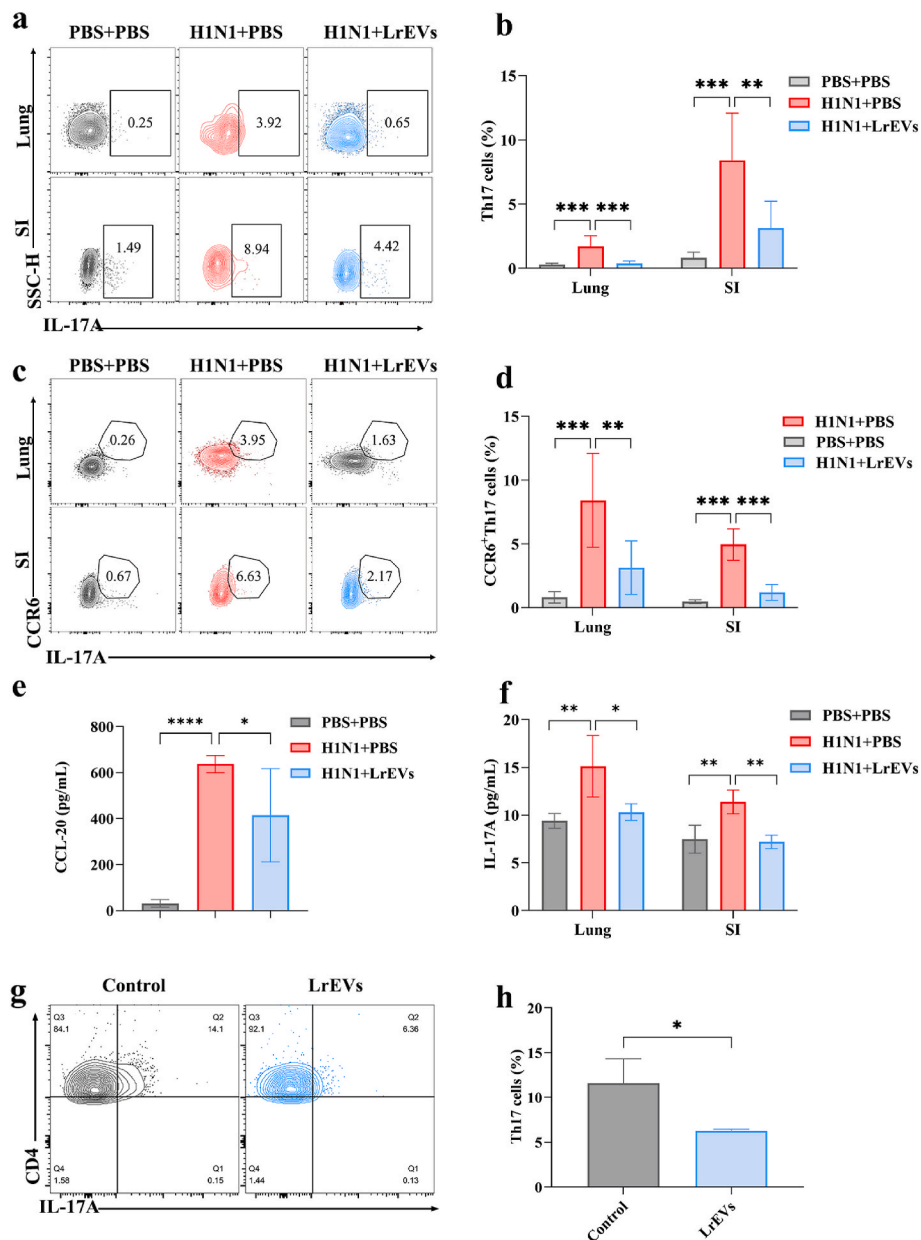 a
PBS+PBS H1N1+PBS H1N1+LrEVs
Lung
0.25 3.92 0.65
SI
1.49 8.94 4.42
SSC-H
IL-17A
b
Th17 cells (%)
15
10
5
0
*** *** *** **
Lung SI
PBS+PBS
H1N1+PBS
H1N1+LrEVs
c
PBS+PBS H1N1+PBS H1N1+LrEVs
Lung
0.26 3.95 1.63
SI
0.67 6.63 2.17
CCR6
IL-17A
d
CCR6+Th17 cells (%)
15
10
5
0
*** ** *** ***
Lung SI
H1N1+PBS
PBS+PBS
H1N1+LrEVs
e
CCL-20 (pg/mL)
800
600
400
200
0
**** *
PBS+PBS
H1N1+PBS
H1N1+LrEVs
f
IL-17A (pg/mL)
20
15
10
5
0
** * ** **
Lung SI
PBS+PBS
H1N1+PBS
H1N1+LrEVs
g
Control LrEVs
Q3 Q2 Q3 Q2
84.1 14.1 92.1 6.36
Q4 Q1 Q4 Q1
1.58 0.15 1.44 0.13
CD4
IL-17A
h
Th17 cells (%)
20
15
10
5
0
*
Control LrEVs